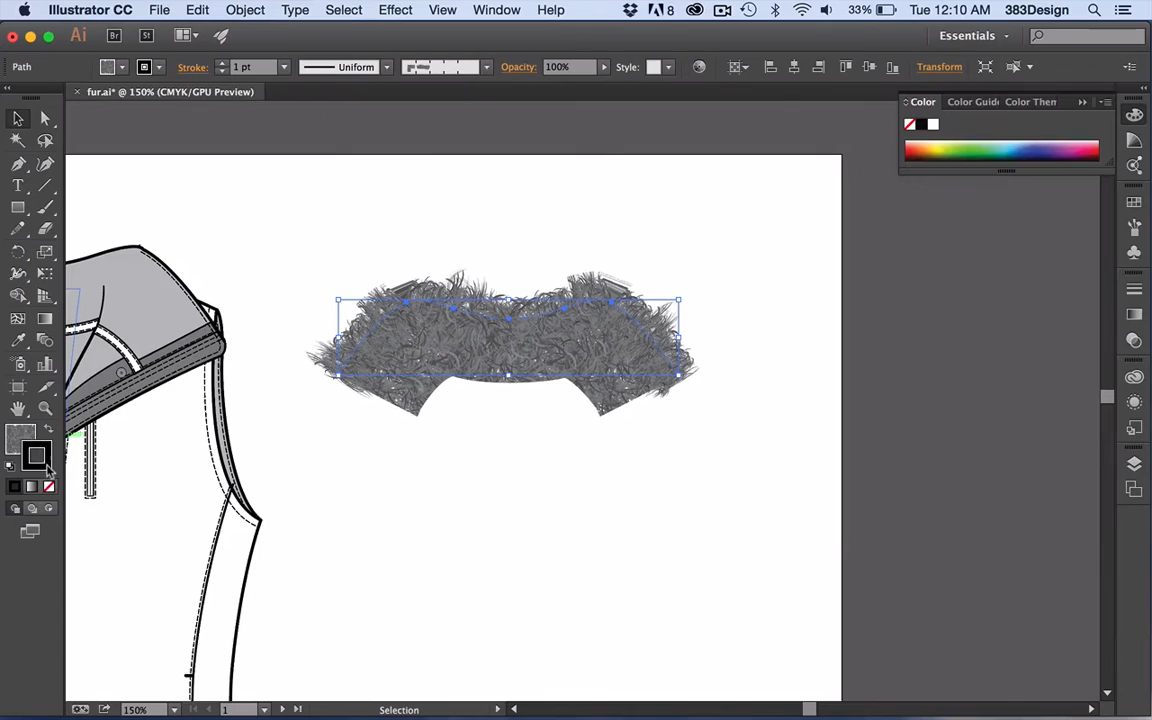 Illustrator CC File Edit Object Type Select Effect View Window Help 8 33% Tue 12:10 AM 383Design
Ai Br St Essentials
Path Stroke: 1 pt Uniform Opacity: 100% Style: Transform
× fur.ai* @ 150% (CMYK/GPU Preview)
Color Color Guide Color Them
T
150% 1 Selection